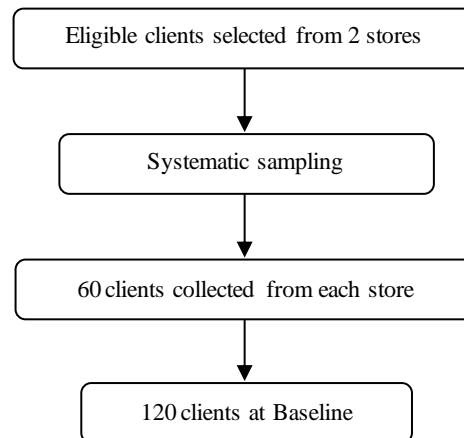 Eligible clients selected from 2 stores
Systematic sampling
60 clients collected from each store
120 clients at Baseline